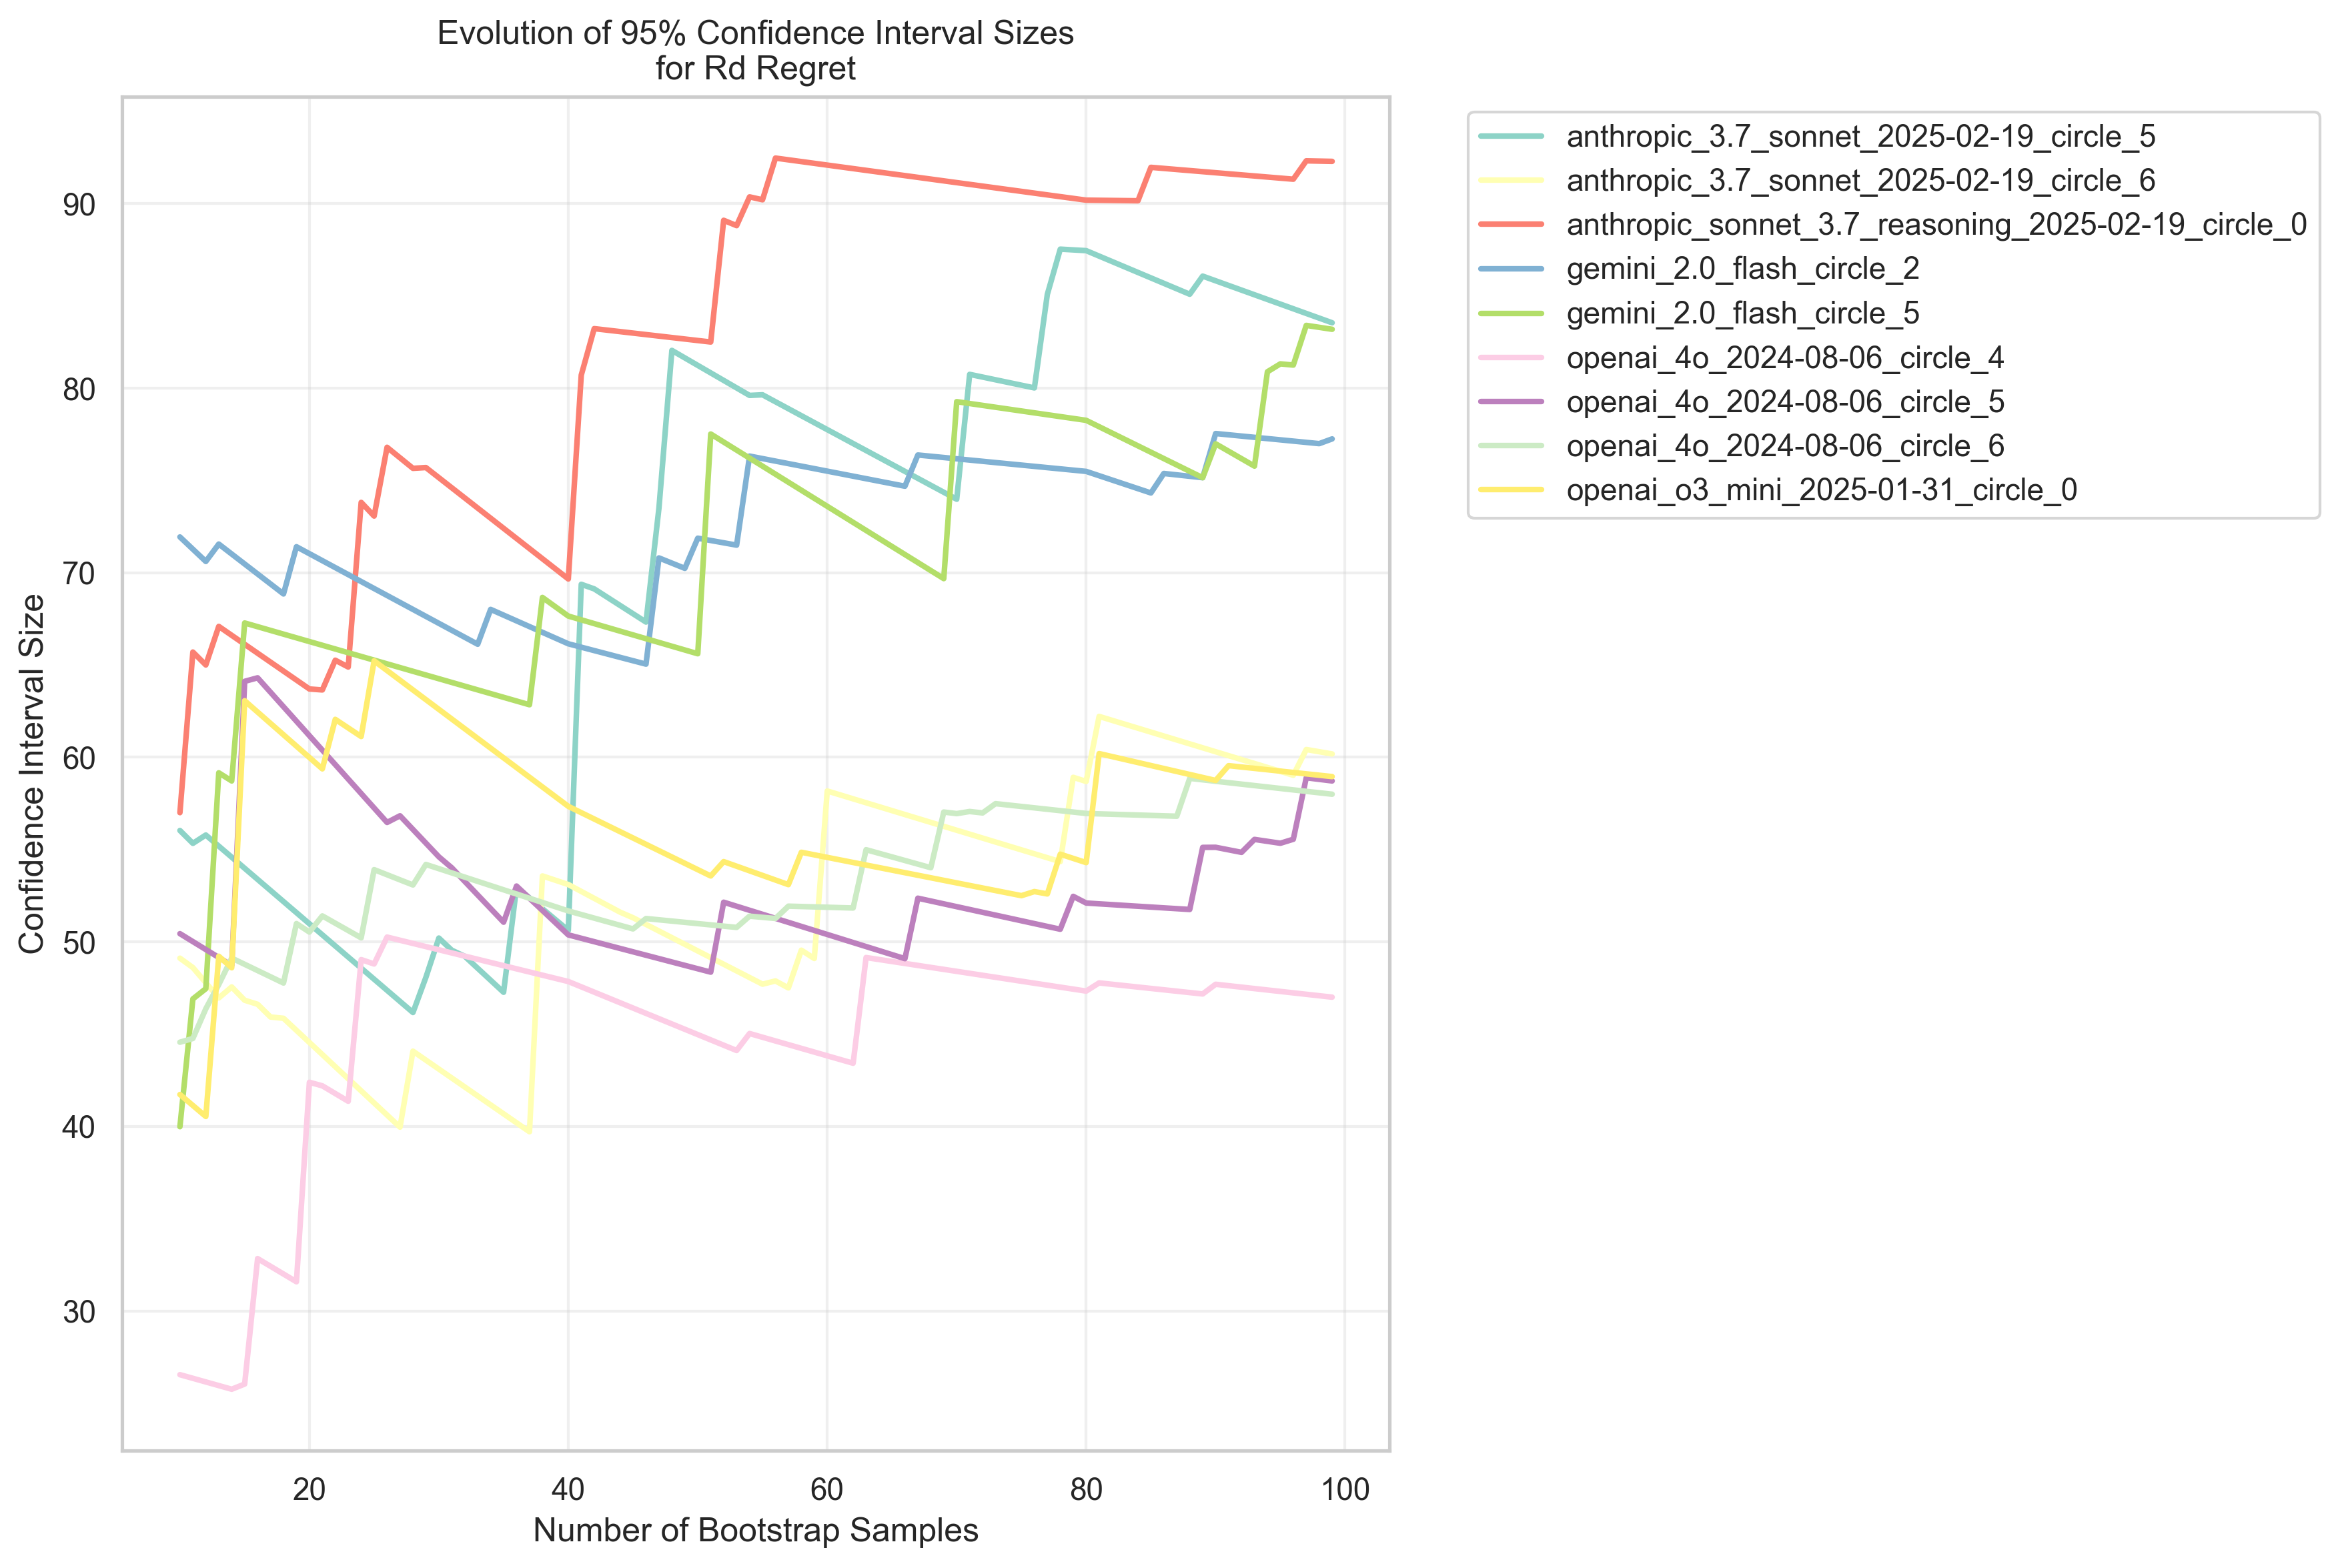 Evolution of 95% Confidence Interval Sizes
for Rd Regret
Confidence Interval Size
90
80
70
60
50
40
30
20
40
60
80
100
Number of Bootstrap Samples
anthropic_3.7_sonnet_2025-02-19_circle_5
anthropic_3.7_sonnet_2025-02-19_circle_6
anthropic_sonnet_3.7_reasoning_2025-02-19_circle_0
gemini_2.0_flash_circle_2
gemini_2.0_flash_circle_5
openai_4o_2024-08-06_circle_4
openai_4o_2024-08-06_circle_5
openai_4o_2024-08-06_circle_6
openai_o3_mini_2025-01-31_circle_0